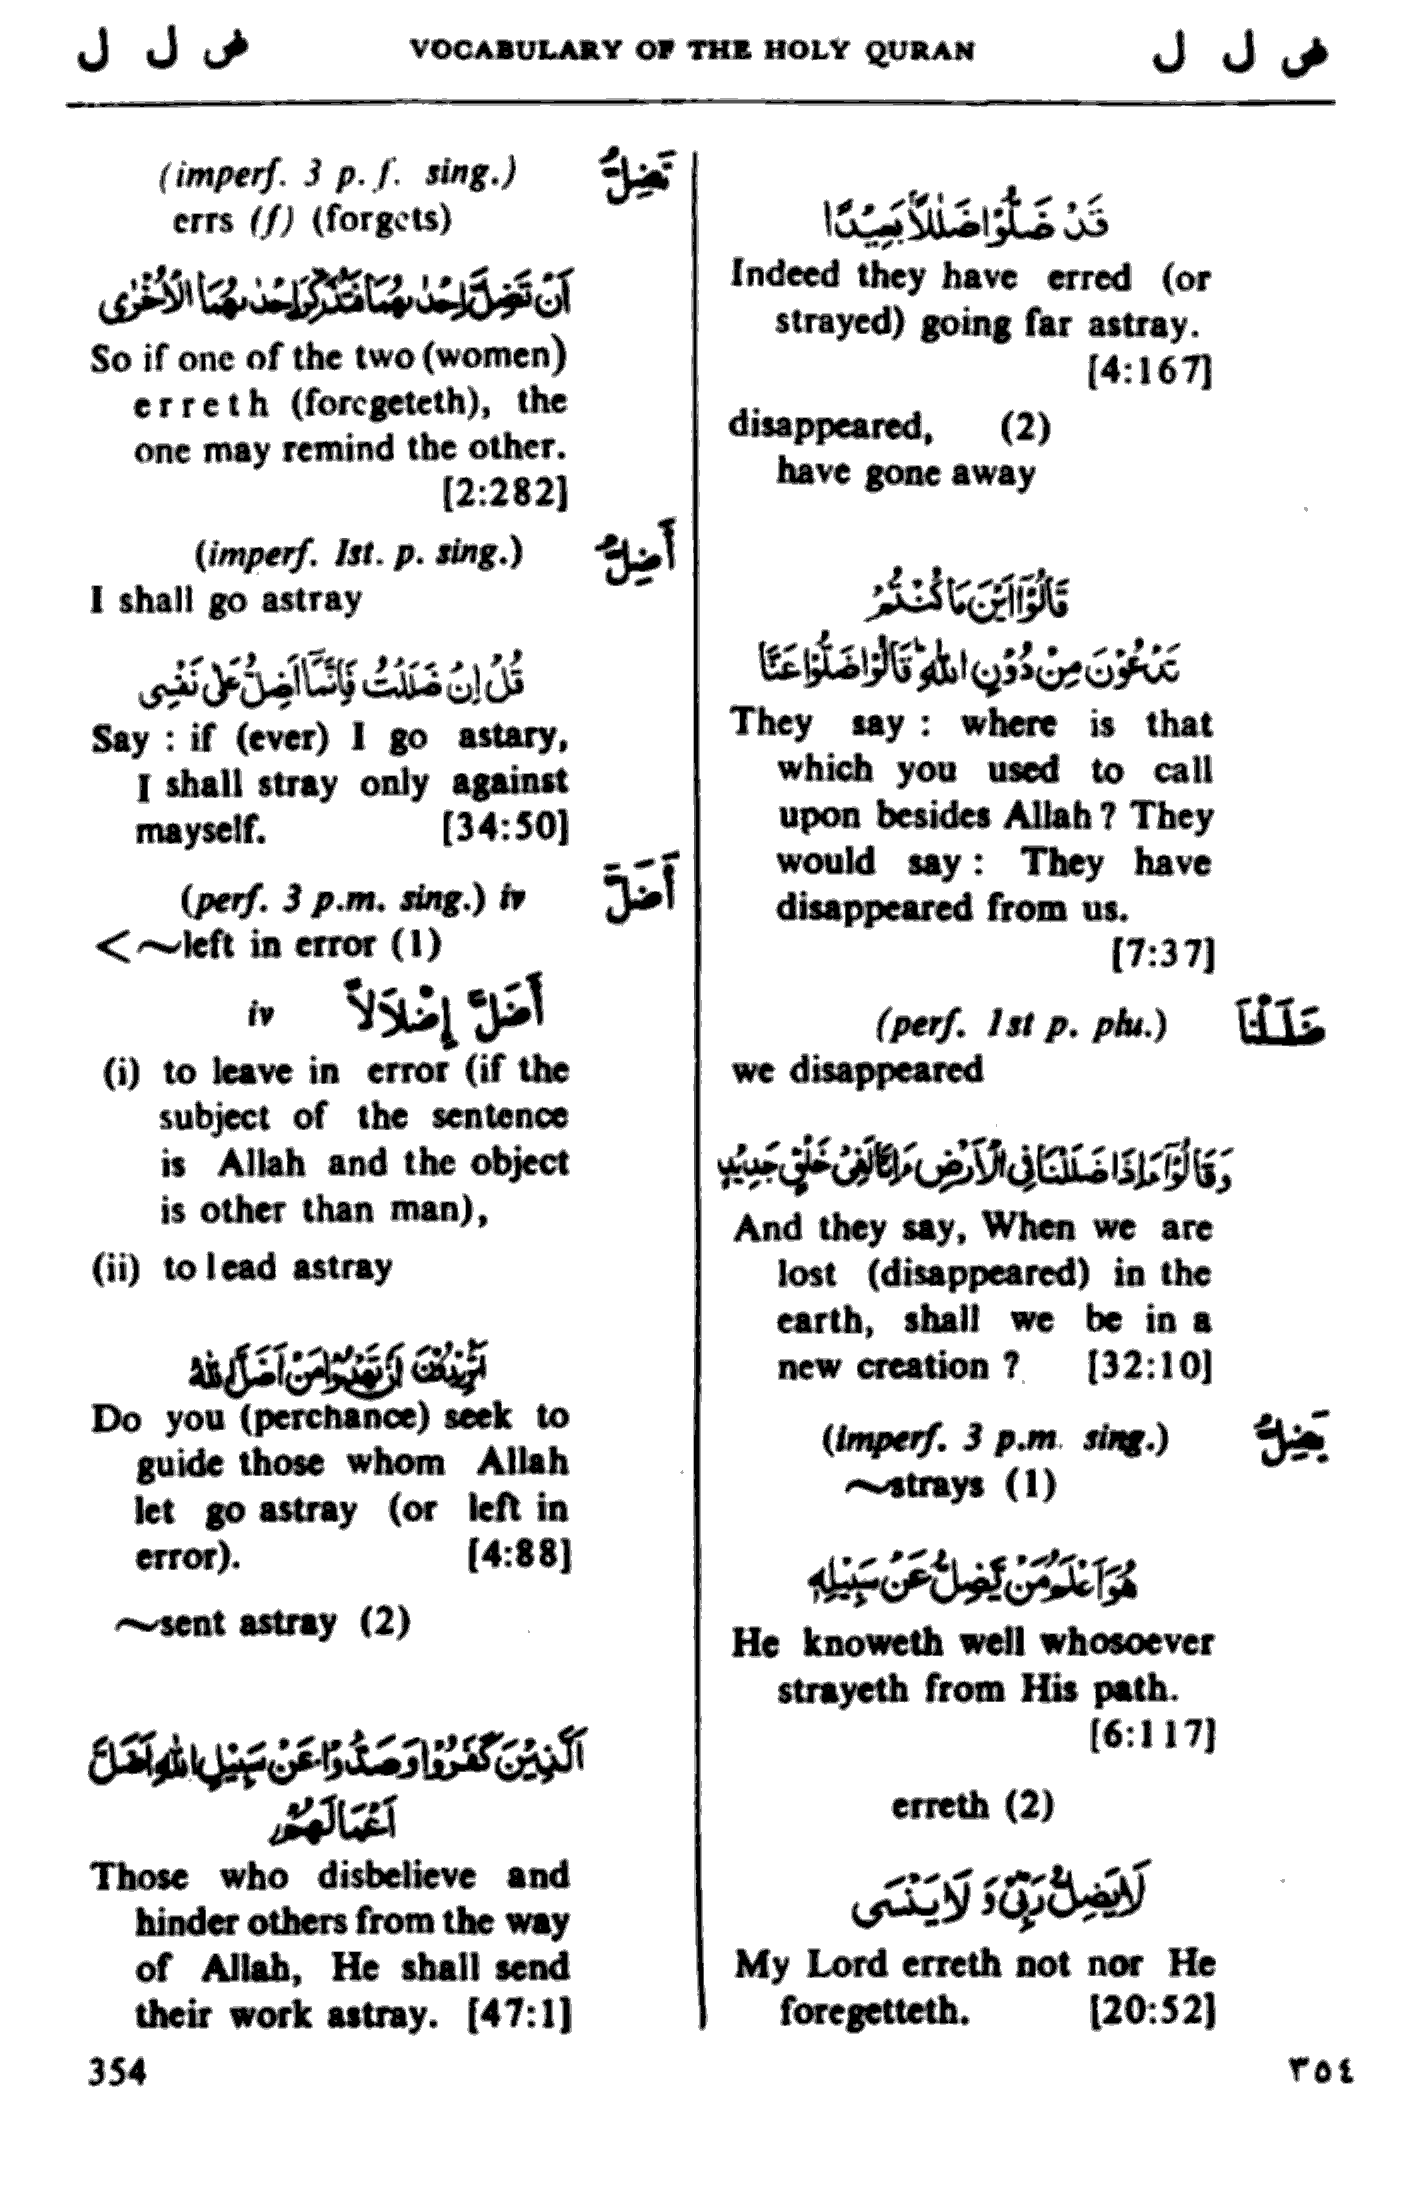 ض ل ل VOCABULARY OF THE HOLY QURAN ض ل ل
قَدْ ضَلُّوْا ضَلٰلًاۢ بَعِيْدًا
Indeed they have erred (or
strayed) going far astray.
[4:167]
disappeared, (2)
have gone away
قَالُوْٓا اَيْنَ مَا كُنْتُمْ
تَدْعُوْنَ مِنْ دُوْنِ اللّٰهِ ؕ قَالُوْا ضَلُّوْا عَنَّا
They say : where is that
which you used to call
upon besides Allah ? They
would say : They have
disappeared from us.
[7:37]
(perf. 1st p. plu.) ضَلَلْنَا
we disappeared
وَقَالُوْٓا ءَاِذَا ضَلَلْنَا فِى الْاَرْضِ ءَاِنَّا لَفِىْ خَلْقٍ جَدِيْدٍ
And they say, When we are
lost (disappeared) in the
earth, shall we be in a
new creation ? [32:10]
(imperf. 3 p.m. sing.) يَضِلُّ
~strays (1)
هُوَ اَعْلَمُ مَنْ يَّضِلُّ عَنْ سَبِيْلِهٖ
He knoweth well whosoever
strayeth from His path.
[6:117]
erreth (2)
لَا يَضِلُّ رَبِّىْ وَ لَا يَنْسَى
My Lord erreth not nor He
foregetteth. [20:52]
(imperf. 3 p. f. sing.) تَضِلُّ
errs (f) (forgets)
اَنْ تَضِلَّ اِحْدٰىهُمَا فَتُذَكِّرَ اِحْدٰىهُمَا الْاُخْرٰى
So if one of the two (women)
erreth (forcgeteth), the
one may remind the other.
[2:282]
(imperf. Ist. p. sing.) أَضِلُّ
I shall go astray
قُلْ اِنْ ضَلَلْتُ فَاِنَّمَآ اَضِلُّ عَلٰى نَفْسِى
Say : if (ever) I go astary,
I shall stray only against
mayself. [34:50]
(perf. 3 p.m. sing.) iv أَضَلَّ
<~left in error (1)
أَضَلَّ إِضْلَالاً iv
(i) to leave in error (if the
subject of the sentence
is Allah and the object
is other than man),
(ii) to lead astray
اَتُرِيْدُوْنَ اَنْ تَهْدُوْا مَنْ اَضَلَّ اللّٰهُ
Do you (perchance) seek to
guide those whom Allah
let go astray (or left in
error). [4:88]
~sent astray (2)
اَلَّذِيْنَ كَفَرُوْا وَصَدُّوْا عَنْ سَبِيْلِ اللّٰهِ اَضَلَّ
اَعْمَالَهُمْ
Those who disbelieve and
hinder others from the way
of Allah, He shall send
their work astray. [47:1]
354 ٣٥٤